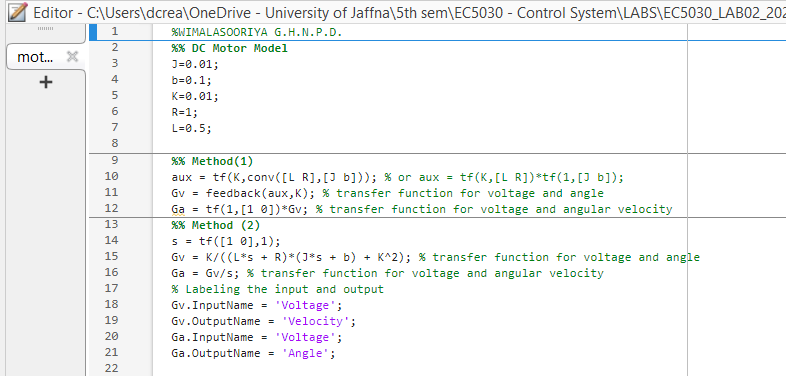 Editor - C:\Users\dcrea\OneDrive - University of Jaffna\5th sem\EC5030 - Control System\LABS\EC5030_LAB02_202
mot...
1 %WIMALASOORIYA G.H.N.P.D.
2 %% DC Motor Model
3 J=0.01;
4 b=0.1;
5 K=0.01;
6 R=1;
7 L=0.5;
8
9 %% Method(1)
10 aux = tf(K,conv([L R],[J b])); % or aux = tf(K,[L R])*tf(1,[J b]);
11 Gv = feedback(aux,K); % transfer function for voltage and angle
12 Ga = tf(1,[1 0])*Gv; % transfer function for voltage and angular velocity
13 %% Method (2)
14 s = tf([1 0],1);
15 Gv = K/((L*s + R)*(J*s + b) + K^2); % transfer function for voltage and angle
16 Ga = Gv/s; % transfer function for voltage and angular velocity
17 % Labeling the input and output
18 Gv.InputName = 'Voltage';
19 Gv.OutputName = 'Velocity';
20 Ga.InputName = 'Voltage';
21 Ga.OutputName = 'Angle';
22